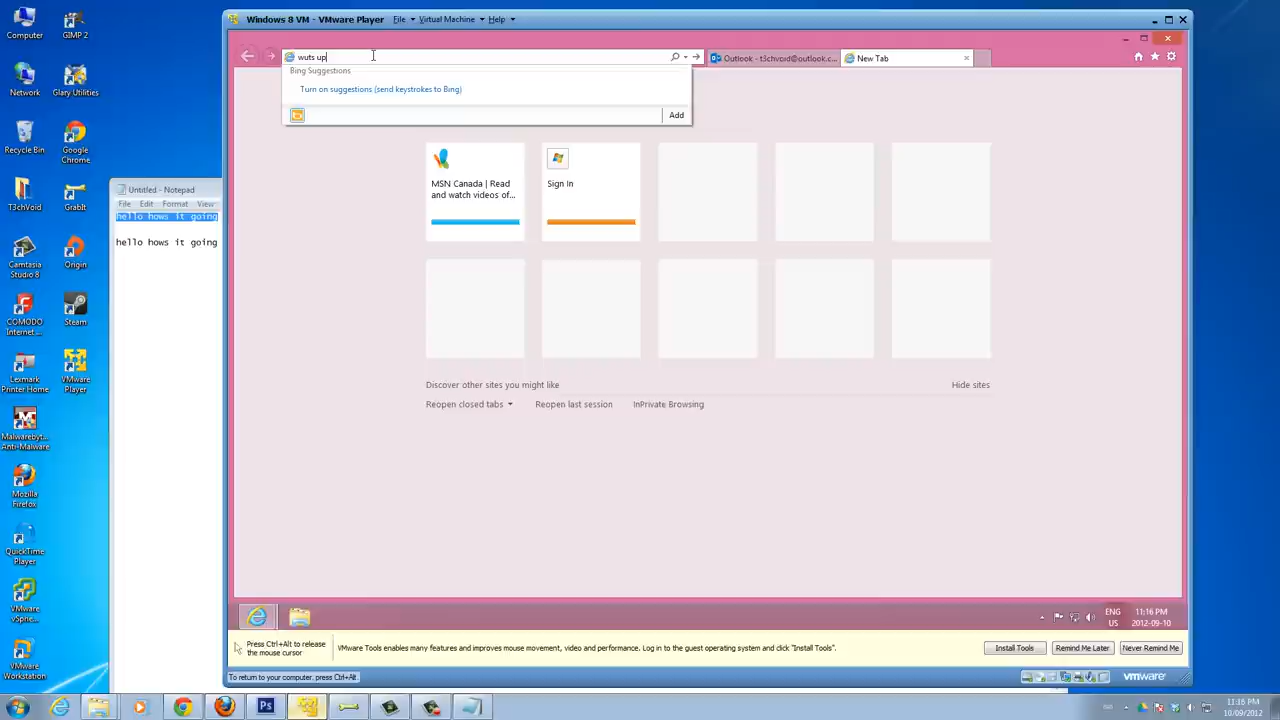 Computer
GIMP 2
Network
Glary Utilities
Recycle Bin
Google
Chrome
T3chVoid
GrabIt
Camtasia
Studio 8
Origin
COMODO
Internet ...
Steam
Lexmark
Printer Home
VMware
Player
Malwarebyt...
Anti-Malware
Mozilla
Firefox
QuickTime
Player
VMware
vSphe...
VMware
Workstation
Untitled - Notepad
File Edit Format View
hello hows it going
hello hows it going
Windows 8 VM - VMware Player File Virtual Machine Help
wuts up
Outlook - t3chvoid@outlook.c...
New Tab
Bing Suggestions
Turn on suggestions (send keystrokes to Bing)
Add
MSN Canada | Read
and watch videos of...
Sign In
Discover other sites you might like
Hide sites
Reopen closed tabs
Reopen last session
InPrivate Browsing
ENG
US
11:16 PM
2012-09-10
Press Ctrl+Alt to release
the mouse cursor
VMware Tools enables many features and improves mouse movement, video and performance. Log in to the guest operating system and click "Install Tools".
Install Tools
Remind Me Later
Never Remind Me
To return to your computer, press Ctrl+Alt.
vmware
Ps
11:16 PM
10/09/2012